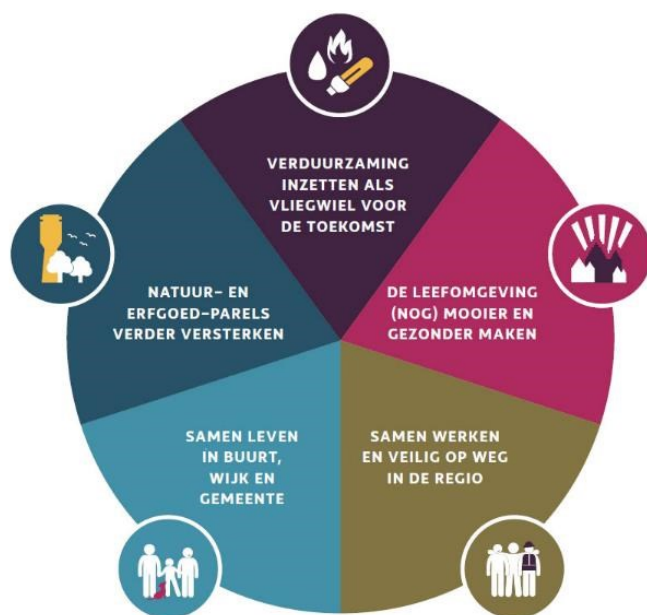 VERDUURZAMING
INZETTEN ALS
VLIEGWIEL VOOR
DE TOEKOMST
DE LEEFOMGEVING
(NOG) MOOIER EN
GEZONDER MAKEN
SAMEN WERKEN
EN VEILIG OP WEG
IN DE REGIO
SAMEN LEVEN
IN BUURT,
WIJK EN
GEMEENTE
NATUUR- EN
ERFGOED-PARELS
VERDER VERSTERKEN